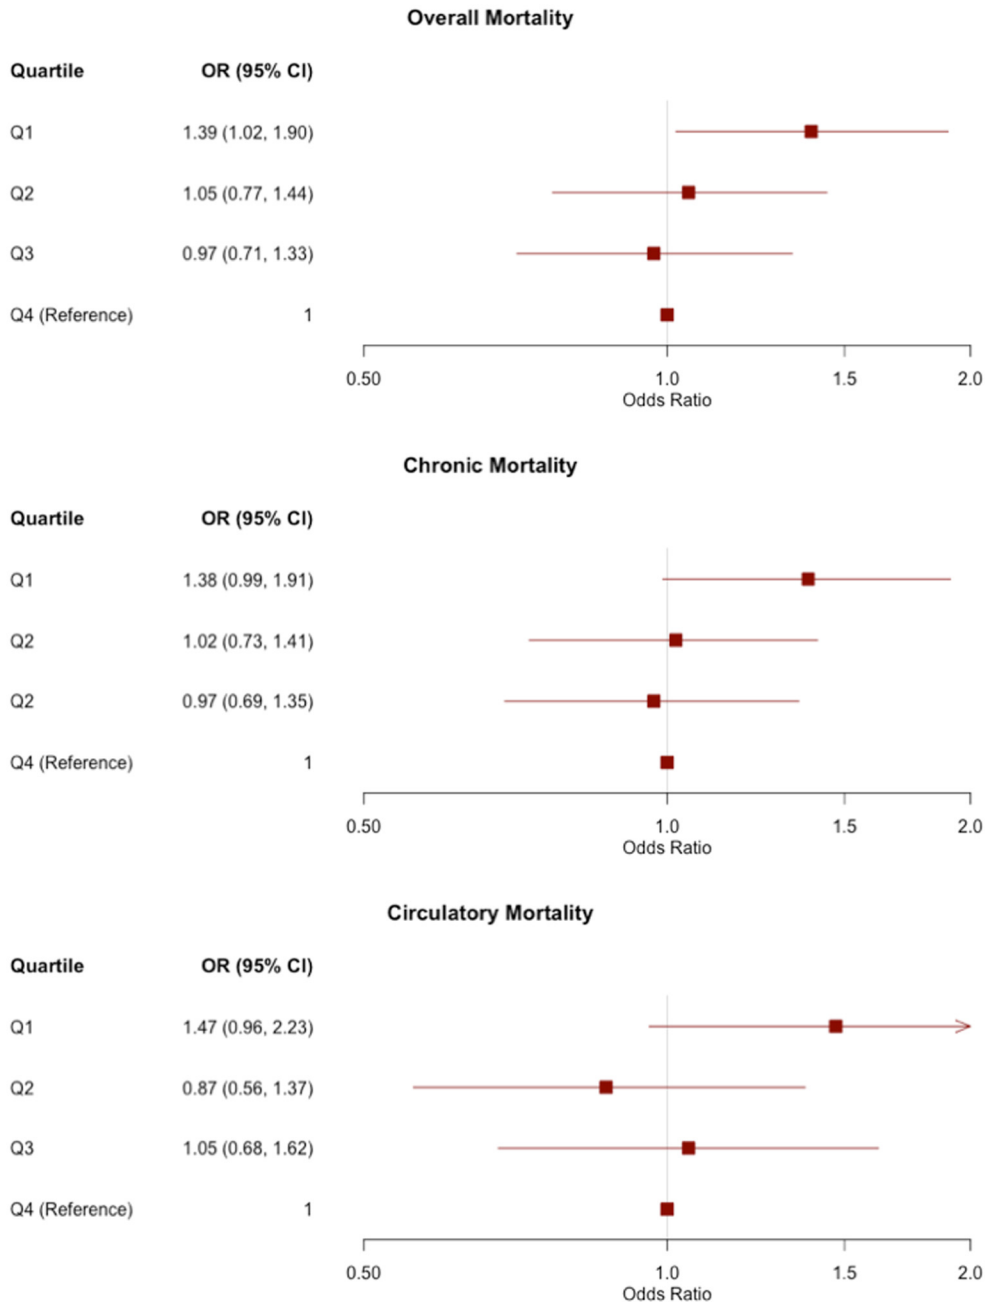 Overall Mortality
Quartile OR (95% CI)
Q1 1.39 (1.02, 1.90)
Q2 1.05 (0.77, 1.44)
Q3 0.97 (0.71, 1.33)
Q4 (Reference) 1
0.50 1.0 1.5 2.0
Odds Ratio
Chronic Mortality
Quartile OR (95% CI)
Q1 1.38 (0.99, 1.91)
Q2 1.02 (0.73, 1.41)
Q2 0.97 (0.69, 1.35)
Q4 (Reference) 1
0.50 1.0 1.5 2.0
Odds Ratio
Circulatory Mortality
Quartile OR (95% CI)
Q1 1.47 (0.96, 2.23)
Q2 0.87 (0.56, 1.37)
Q3 1.05 (0.68, 1.62)
Q4 (Reference) 1
0.50 1.0 1.5 2.0
Odds Ratio